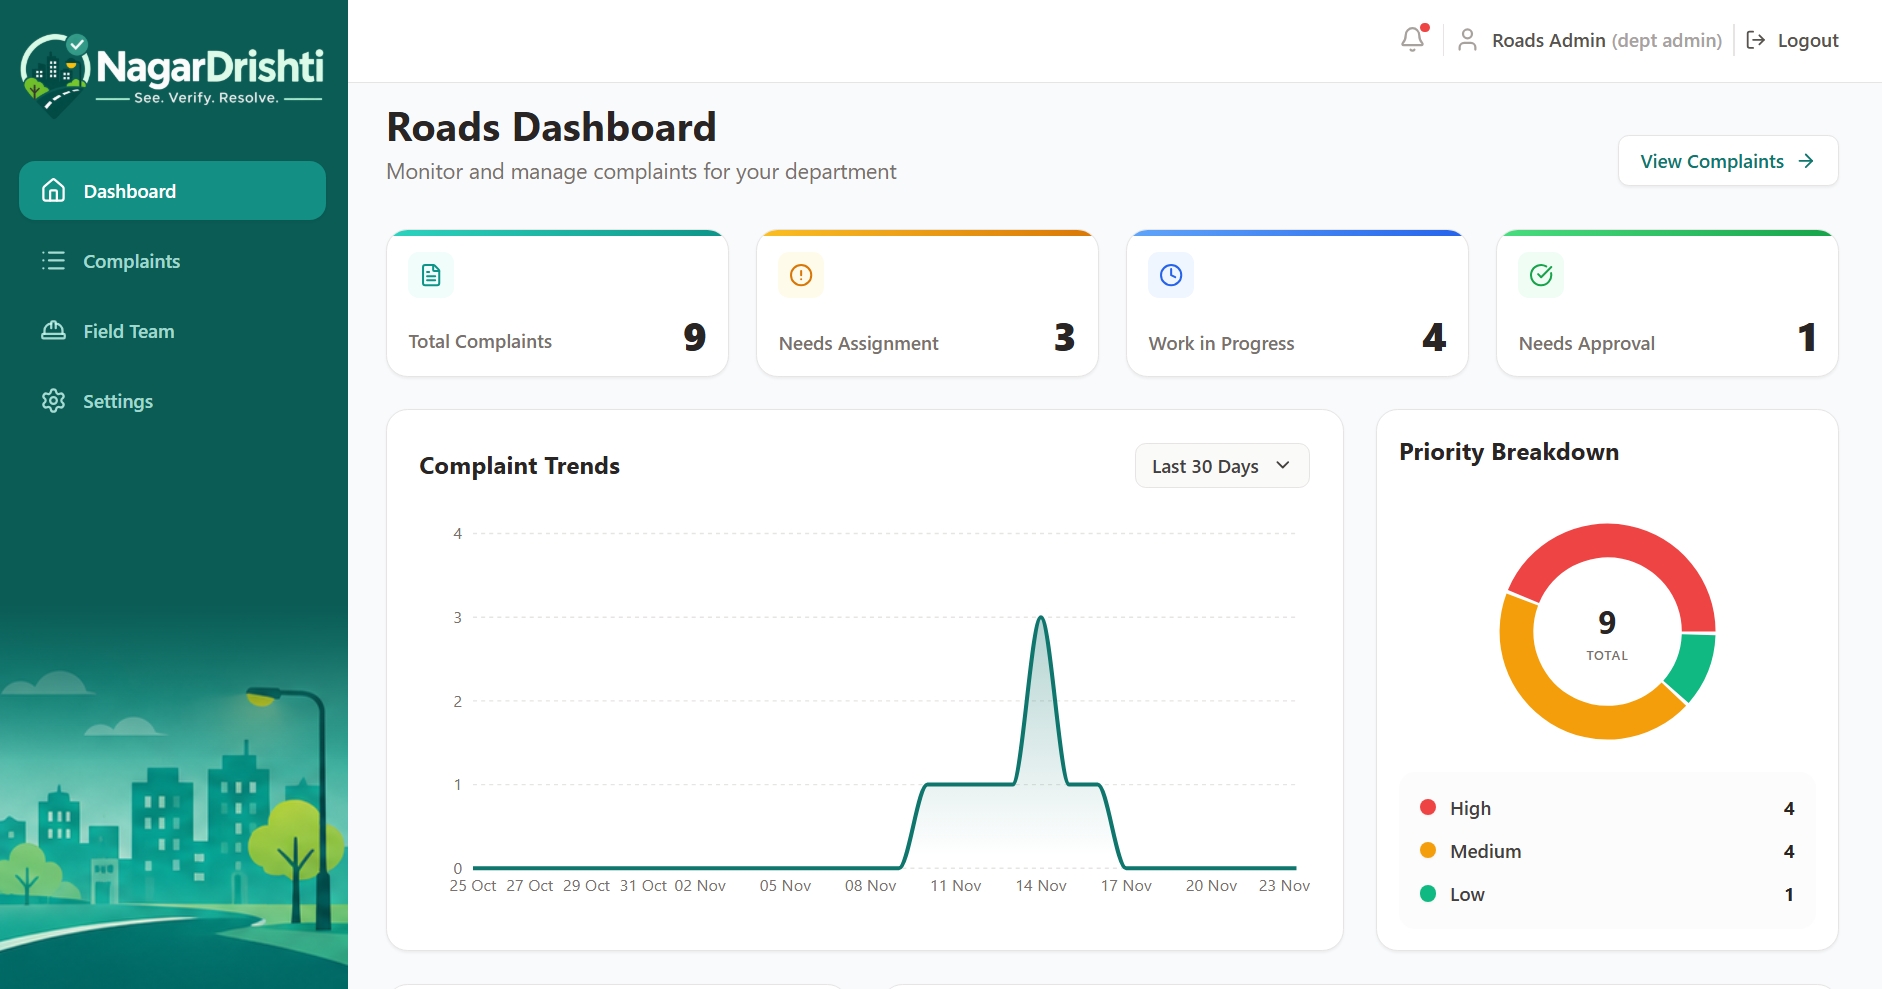 NagarDrishti
See. Verify. Resolve.
Dashboard
Complaints
Field Team
Settings
Roads Admin (dept admin)
Logout
Roads Dashboard
Monitor and manage complaints for your department
View Complaints
Total Complaints 9
Needs Assignment 3
Work in Progress 4
Needs Approval 1
Complaint Trends
Last 30 Days
4
3
2
1
0
25 Oct 27 Oct 29 Oct 31 Oct 02 Nov 05 Nov 08 Nov 11 Nov 14 Nov 17 Nov 20 Nov 23 Nov
Priority Breakdown
9
TOTAL
High 4
Medium 4
Low 1